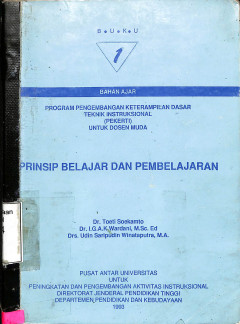 B●U●K●U
1
BAHAN AJAR
PROGRAM PENGEMBANGAN KETERAMPILAN DASAR
TEKNIK INSTRUKSIONAL
(PEKERTI)
UNTUK DOSEN MUDA
PRINSIP BELAJAR DAN PEMBELAJARAN
Dr. Toeti Soekamto
Dr. I.G.A.K.Wardani, M.Sc. Ed
Drs. Udin Saripudin Winataputra, M.A.
PUSAT ANTAR UNIVERSITAS
UNTUK
PENINGKATAN DAN PENGEMBANGAN AKTIVITAS INSTRUKSIONAL
DIREKTORAT JENDERAL PENDIDIKAN TINGGI
DEPARTEMEN PENDIDIKAN DAN KEBUDAYAAN
1993